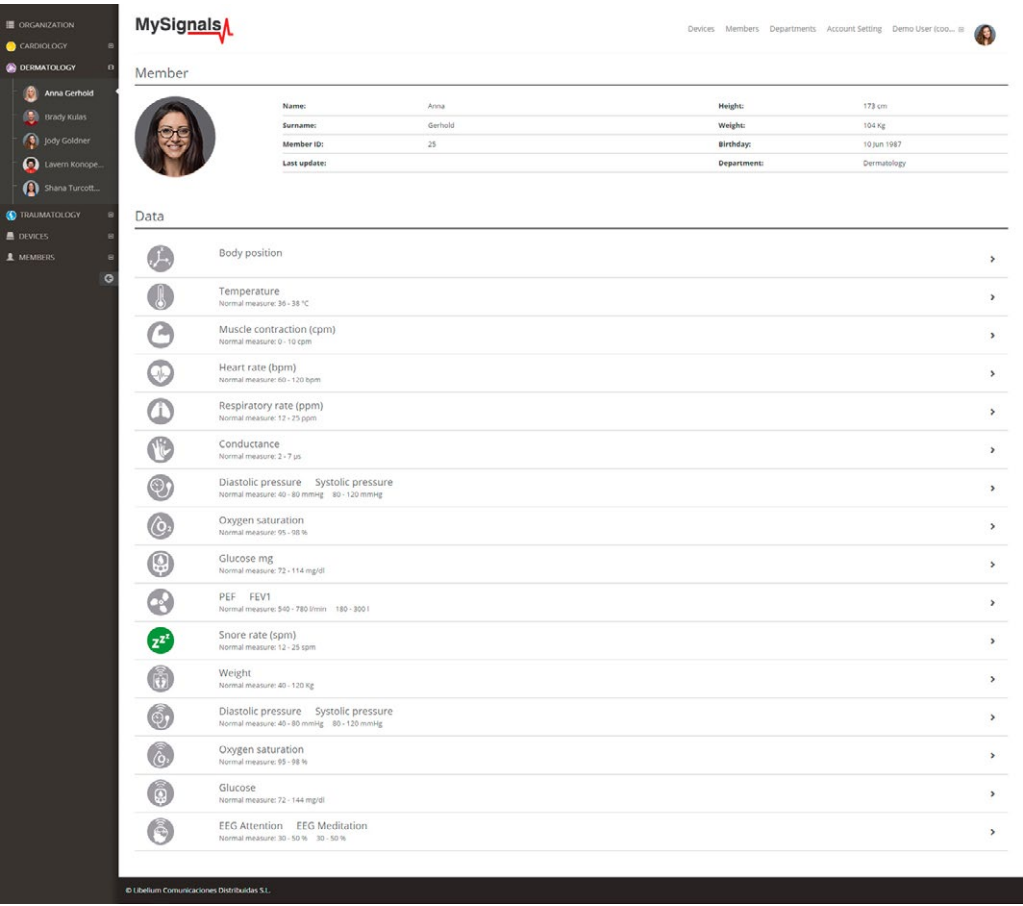 ORGANIZATION
CARDIOLOGY
DERMATOLOGY
Anna Gerhold
Brady Kulas
Jody Goldner
Lavern Konope...
Shana Turcott...
TRAUMATOLOGY
DEVICES
MEMBERS
MySignals
Devices Members Departments Account Setting Demo User (coo...
Member
Name: Anna Height: 173 cm
Surname: Gerhold Weight: 104 Kg
Member ID: 25 Birthday: 10 Jun 1987
Last update: Department: Dermatology
Data
Body position
Temperature
Normal measure: 36 - 38 °C
Muscle contraction (cpm)
Normal measure: 0 - 10 cpm
Heart rate (bpm)
Normal measure: 60 - 120 bpm
Respiratory rate (ppm)
Normal measure: 12 - 25 ppm
Conductance
Normal measure: 2 - 7 µs
Diastolic pressure Systolic pressure
Normal measure: 40 - 80 mmHg 80 - 120 mmHg
O₂
Oxygen saturation
Normal measure: 95 - 98 %
Glucose mg
Normal measure: 72 - 114 mg/dl
PEF FEV1
Normal measure: 540 - 780 l/min 180 - 300 l
zzz
Snore rate (spm)
Normal measure: 12 - 25 spm
Weight
Normal measure: 40 - 120 Kg
Diastolic pressure Systolic pressure
Normal measure: 40 - 80 mmHg 80 - 120 mmHg
O₂
Oxygen saturation
Normal measure: 95 - 98 %
Glucose
Normal measure: 72 - 144 mg/dl
EEG Attention EEG Meditation
Normal measure: 30 - 50 % 30 - 50 %
© Libelium Comunicaciones Distribuidas S.L.